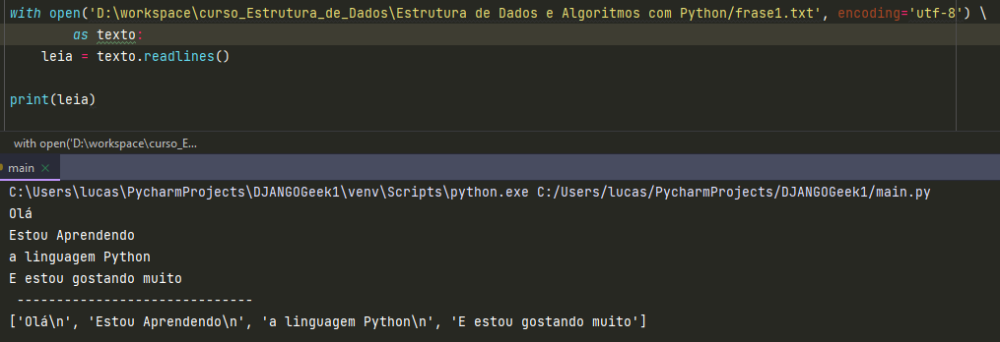 with open('D:\workspace\curso_Estrutura_de_Dados\Estrutura de Dados e Algoritmos com Python/frase1.txt', encoding='utf-8') \
as texto:
leia = texto.readlines()
print(leia)
with open('D:\workspace\curso_E...
main ×
C:\Users\lucas\PycharmProjects\DJANGOGeek1\venv\Scripts\python.exe C:/Users/lucas/PycharmProjects/DJANGOGeek1/main.py
Olá
Estou Aprendendo
a linguagem Python
E estou gostando muito
------------------------------
['Olá\n', 'Estou Aprendendo\n', 'a linguagem Python\n', 'E estou gostando muito']